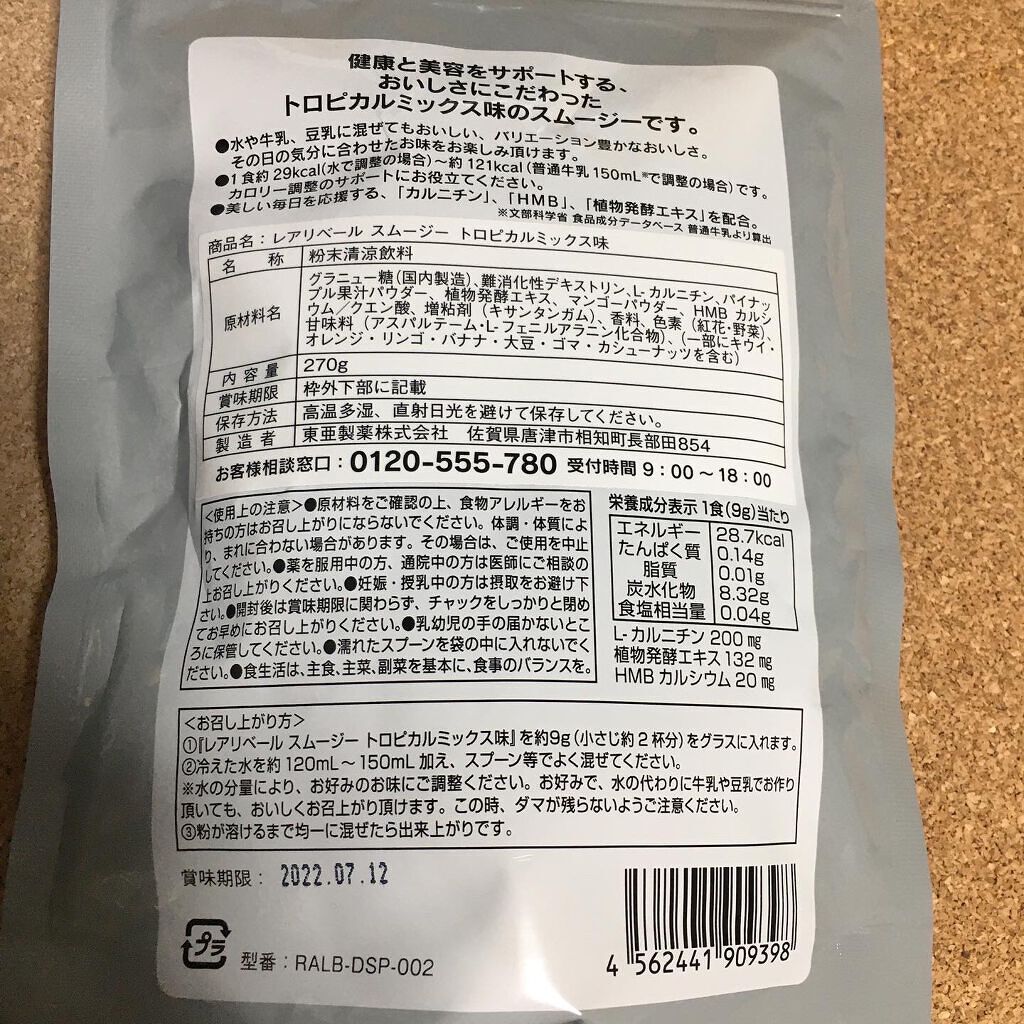 健康と美容をサポートする、
おいしさにこだわった
トロピカルミックス味のスムージーです。
●水や牛乳、豆乳に混ぜてもおいしい、バリエーション豊かなおいしさ。
その日の気分に合わせたお味をお楽しみ頂けます。
●1食約29kcal(水で調整の場合)～約121kcal(普通牛乳150mL※で調整の場合)です。
カロリー調整のサポートにお役立てください。
●美しい毎日を応援する、「カルニチン」、「HMB」、「植物発酵エキス」を配合。
※文部科学省 食品成分データベース 普通牛乳より算出
商品名：レアリベール スムージー トロピカルミックス味
名 称 粉末清涼飲料
原材料名 グラニュー糖(国内製造)、難消化性デキストリン、L-カルニチン、パイナッ
プル果汁パウダー、植物発酵エキス、マンゴーパウダー、HMB カルシ
ウム／クエン酸、増粘剤（キサンタンガム）、香料、色素（紅花・野菜）、
甘味料（アスパルテーム・L-フェニルアラニン化合物）、(一部にキウイ・
オレンジ・リンゴ・バナナ・大豆・ゴマ・カシューナッツを含む)
内容量 270g
賞味期限 枠外下部に記載
保存方法 高温多湿、直射日光を避けて保存してください。
製造者 東亜製薬株式会社 佐賀県唐津市相知町長部田854
お客様相談窓口：0120-555-780 受付時間 9：00～18：00
＜使用上の注意＞●原材料をご確認の上、食物アレルギーをお
持ちの方はお召し上がりにならないでください。体調・体質によ
り、まれに合わない場合があります。その場合は、ご使用を中止
してください。●薬を服用中の方、通院中の方は医師にご相談の
上お召し上がりください。●妊娠・授乳中の方は摂取をお避け下
さい。●開封後は賞味期限に関わらず、チャックをしっかりと閉め
てお早めにお召し上がりください。●乳幼児の手の届かないとこ
ろに保管してください。●濡れたスプーンを袋の中に入れないでく
ださい。●食生活は、主食、主菜、副菜を基本に、食事のバランスを。
栄養成分表示 1食(9g)当たり
エネルギー 28.7kcal
たんぱく質 0.14g
脂質 0.01g
炭水化物 8.32g
食塩相当量 0.04g
L-カルニチン 200mg
植物発酵エキス 132mg
HMBカルシウム 20mg
＜お召し上がり方＞
①『レアリベール スムージー トロピカルミックス味』を約9g(小さじ約2杯分)をグラスに入れます。
②冷えた水を約120mL～150mL加え、スプーン等でよく混ぜてください。
※水の分量により、お好みのお味にご調整ください。お好みで、水の代わりに牛乳や豆乳でお作り
頂いても、おいしくお召上がり頂けます。この時、ダマが残らないようご注意ください。
③粉が溶けるまで均一に混ぜたら出来上がりです。
賞味期限：2022.07.12
プラ
型番：RALB-DSP-002
4 562441 909398